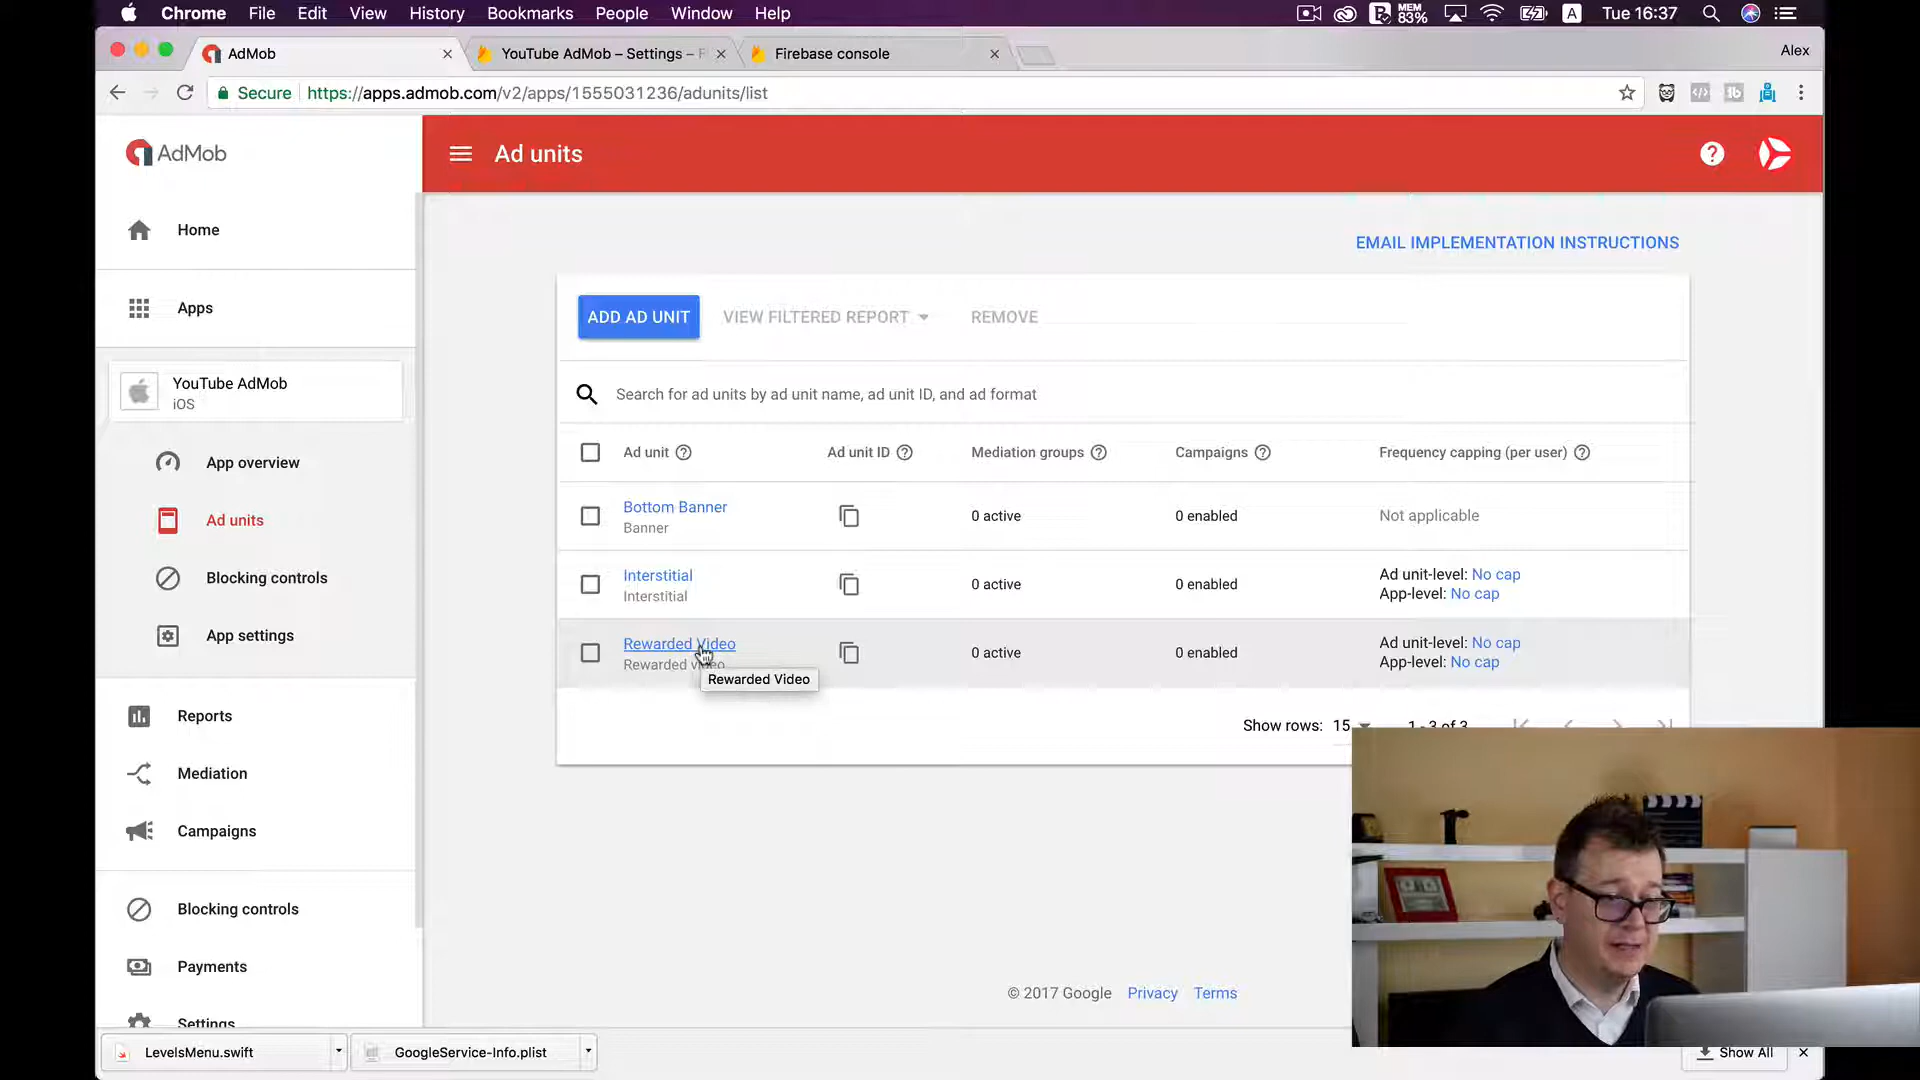 Chrome File Edit View History Bookmarks People Window Help MEM 83% A Tue 16:37
AdMob YouTube AdMob – Settings – F Firebase console Alex
Secure https://apps.admob.com/v2/apps/1555031236/adunits/list
AdMob
Ad units
Home
Apps
YouTube AdMob
iOS
App overview
Ad units
Blocking controls
App settings
Reports
Mediation
Campaigns
Blocking controls
Payments
Settings
EMAIL IMPLEMENTATION INSTRUCTIONS
ADD AD UNIT VIEW FILTERED REPORT REMOVE
Search for ad units by ad unit name, ad unit ID, and ad format
Ad unit Ad unit ID Mediation groups Campaigns Frequency capping (per user)
Bottom Banner
Banner
0 active 0 enabled Not applicable
Interstitial
Interstitial
0 active 0 enabled
Ad unit-level: No cap
App-level: No cap
Rewarded Video
Rewarded video
0 active 0 enabled
Ad unit-level: No cap
App-level: No cap
Rewarded Video
Show rows: 15 1 - 3 of 3
© 2017 Google Privacy Terms
LevelsMenu.swift GoogleService-Info.plist Show All